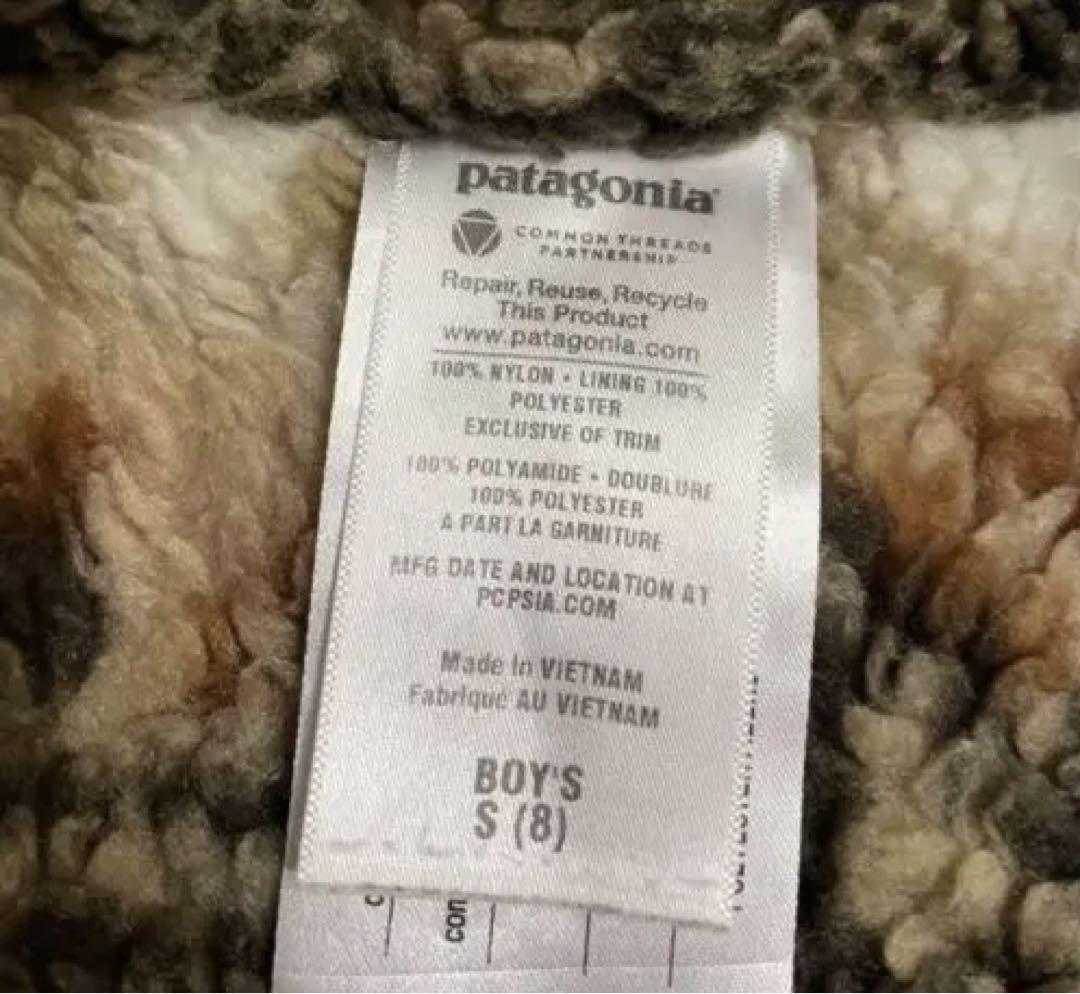 patagonia
COMMON THREADS
PARTNERSHIP
Repair, Reuse, Recycle
This Product
www.patagonia.com
100% NYLON • LINING 100%
POLYESTER
EXCLUSIVE OF TRIM
100% POLYAMIDE • DOUBLURE
100% POLYESTER
À PART LA GARNITURE
MFG DATE AND LOCATION AT
PCPSIA.COM
Made in VIETNAM
Fabriqué AU VIETNAM
BOY'S
S (8)